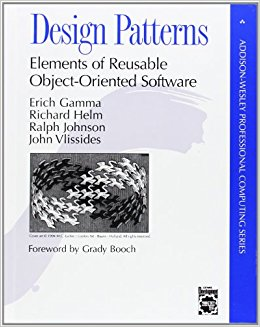 Design Patterns
Elements of Reusable
Object-Oriented Software
Erich Gamma
Richard Helm
Ralph Johnson
John Vlissides
Foreword by Grady Booch
ADDISON-WESLEY PROFESSIONAL COMPUTING SERIES